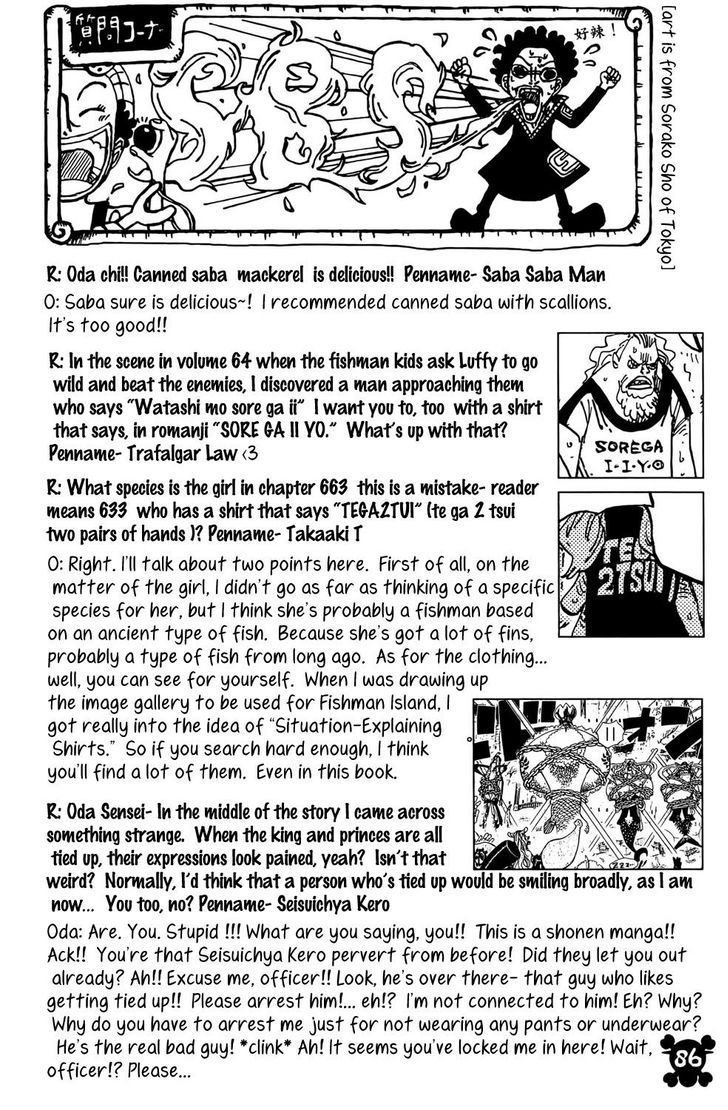 質問コーナー
SBS
好辣!
[art is from Sorako Sho of Tokyo]
R: Oda chi!! Canned saba mackerel is delicious!! Penname- Saba Saba Man
O: Saba sure is delicious~! I recommended canned saba with scallions.
It's too good!!
R: In the scene in volume 64 when the fishman kids ask Luffy to go
wild and beat the enemies, I discovered a man approaching them
who says "Watashi mo sore ga ii" I want you to, too with a shirt
that says, in romanji "SORE GA II YO." What's up with that?
Penname- Trafalgar Law <3
SOREGA
I-I-YO
R: What species is the girl in chapter 663 this is a mistake- reader
means 633 who has a shirt that says "TEGA2TUI" (te ga 2 tsui
two pairs of hands )? Penname- Takaaki T
TEG
2TSUI
O: Right. I'll talk about two points here. First of all, on the
matter of the girl, I didn't go as far as thinking of a specific
species for her, but I think she's probably a fishman based
on an ancient type of fish. Because she's got a lot of fins,
probably a type of fish from long ago. As for the clothing...
well, you can see for yourself. When I was drawing up
the image gallery to be used for Fishman Island, I
got really into the idea of "Situation-Explaining
Shirts." So if you search hard enough, I think
you'll find a lot of them. Even in this book.
R: Oda Sensei- In the middle of the story I came across
something strange. When the king and princes are all
tied up, their expressions look pained, yeah? Isn't that
weird? Normally, I'd think that a person who's tied up would be smiling broadly, as I am
now... You too, no? Penname- Seisuichya Kero
Oda: Are. You. Stupid !!! What are you saying, you!! This is a shonen manga!!
Ack!! You're that Seisuichya Kero pervert from before! Did they let you out
already? Ah!! Excuse me, officer!! Look, he's over there- that guy who likes
getting tied up!! Please arrest him!... eh!? I'm not connected to him! Eh? Why?
Why do you have to arrest me just for not wearing any pants or underwear?
He's the real bad guy! *clink* Ah! It seems you've locked me in here! Wait,
officer!? Please...
86